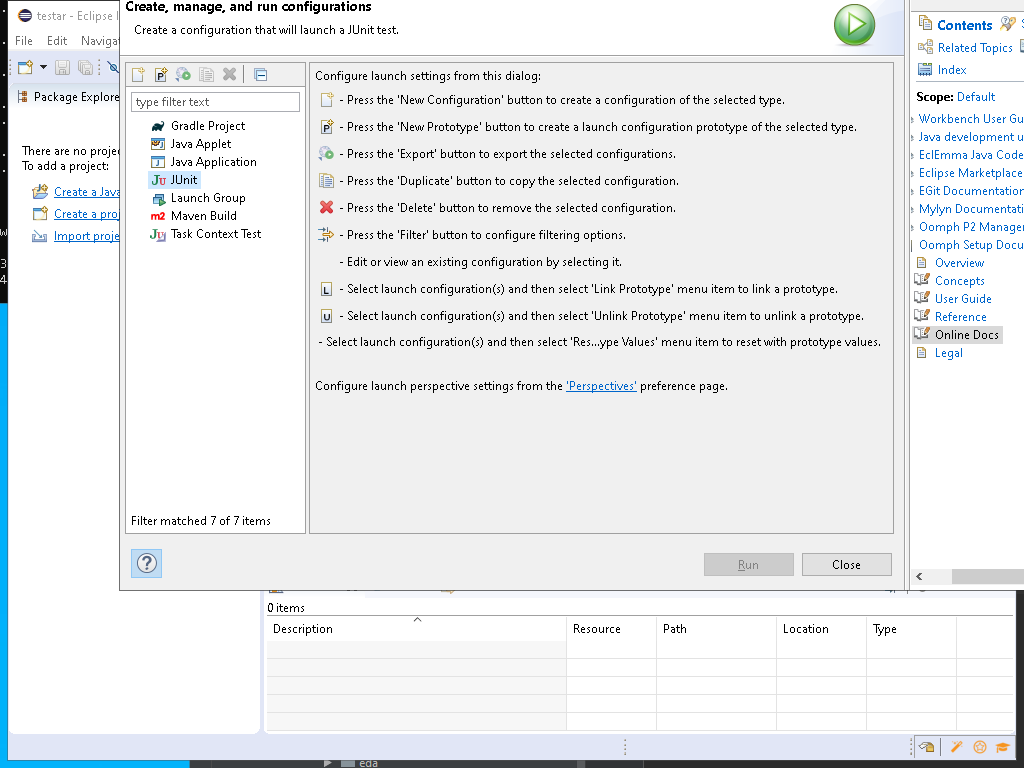 Create, manage, and run configurations
Create a configuration that will launch a JUnit test.
testar - Eclipse
File Edit
Package Explore
There are no
To add a project:
Create a Java
Create a
Import
type filter text
Gradle Project
Java Applet
Java Application
JUnit
Launch Group
Maven Build
Task Context Test
Filter matched 7 of 7 items
Configure launch settings from this dialog:
- Press the 'New Configuration' button to create a configuration of the selected type.
- Press the 'New Prototype' button to create a launch configuration prototype of the selected type.
- Press the 'Export' button to export the selected configurations.
- Press the 'Duplicate' button to copy the selected configuration.
- Press the 'Delete' button to remove the selected configuration.
- Press the 'Filter' button to configure filtering options.
- Edit or view an existing configuration by selecting it.
L - Select launch configuration(s) and then select 'Link Prototype' menu item to link a prototype.
U - Select launch configuration(s) and then select 'Unlink Prototype' menu item to unlink a prototype.
- Select launch configuration(s) and then select 'Res...ype Values' menu item to reset with prototype values.
Configure launch perspective settings from the 'Perspectives' preference page.
Run
Close
Contents
Related Topics
Index
Scope: Default
Workbench User Gu
Java development u
EclEmma Java Code
Eclipse Marketplace
EGit Documentation
Mylyn Documentati
Oomph P2 Manager
Oomph Setup Docu
Overview
Concepts
User Guide
Reference
Online Docs
Legal
0 items
Description Resource Path Location Type
eda